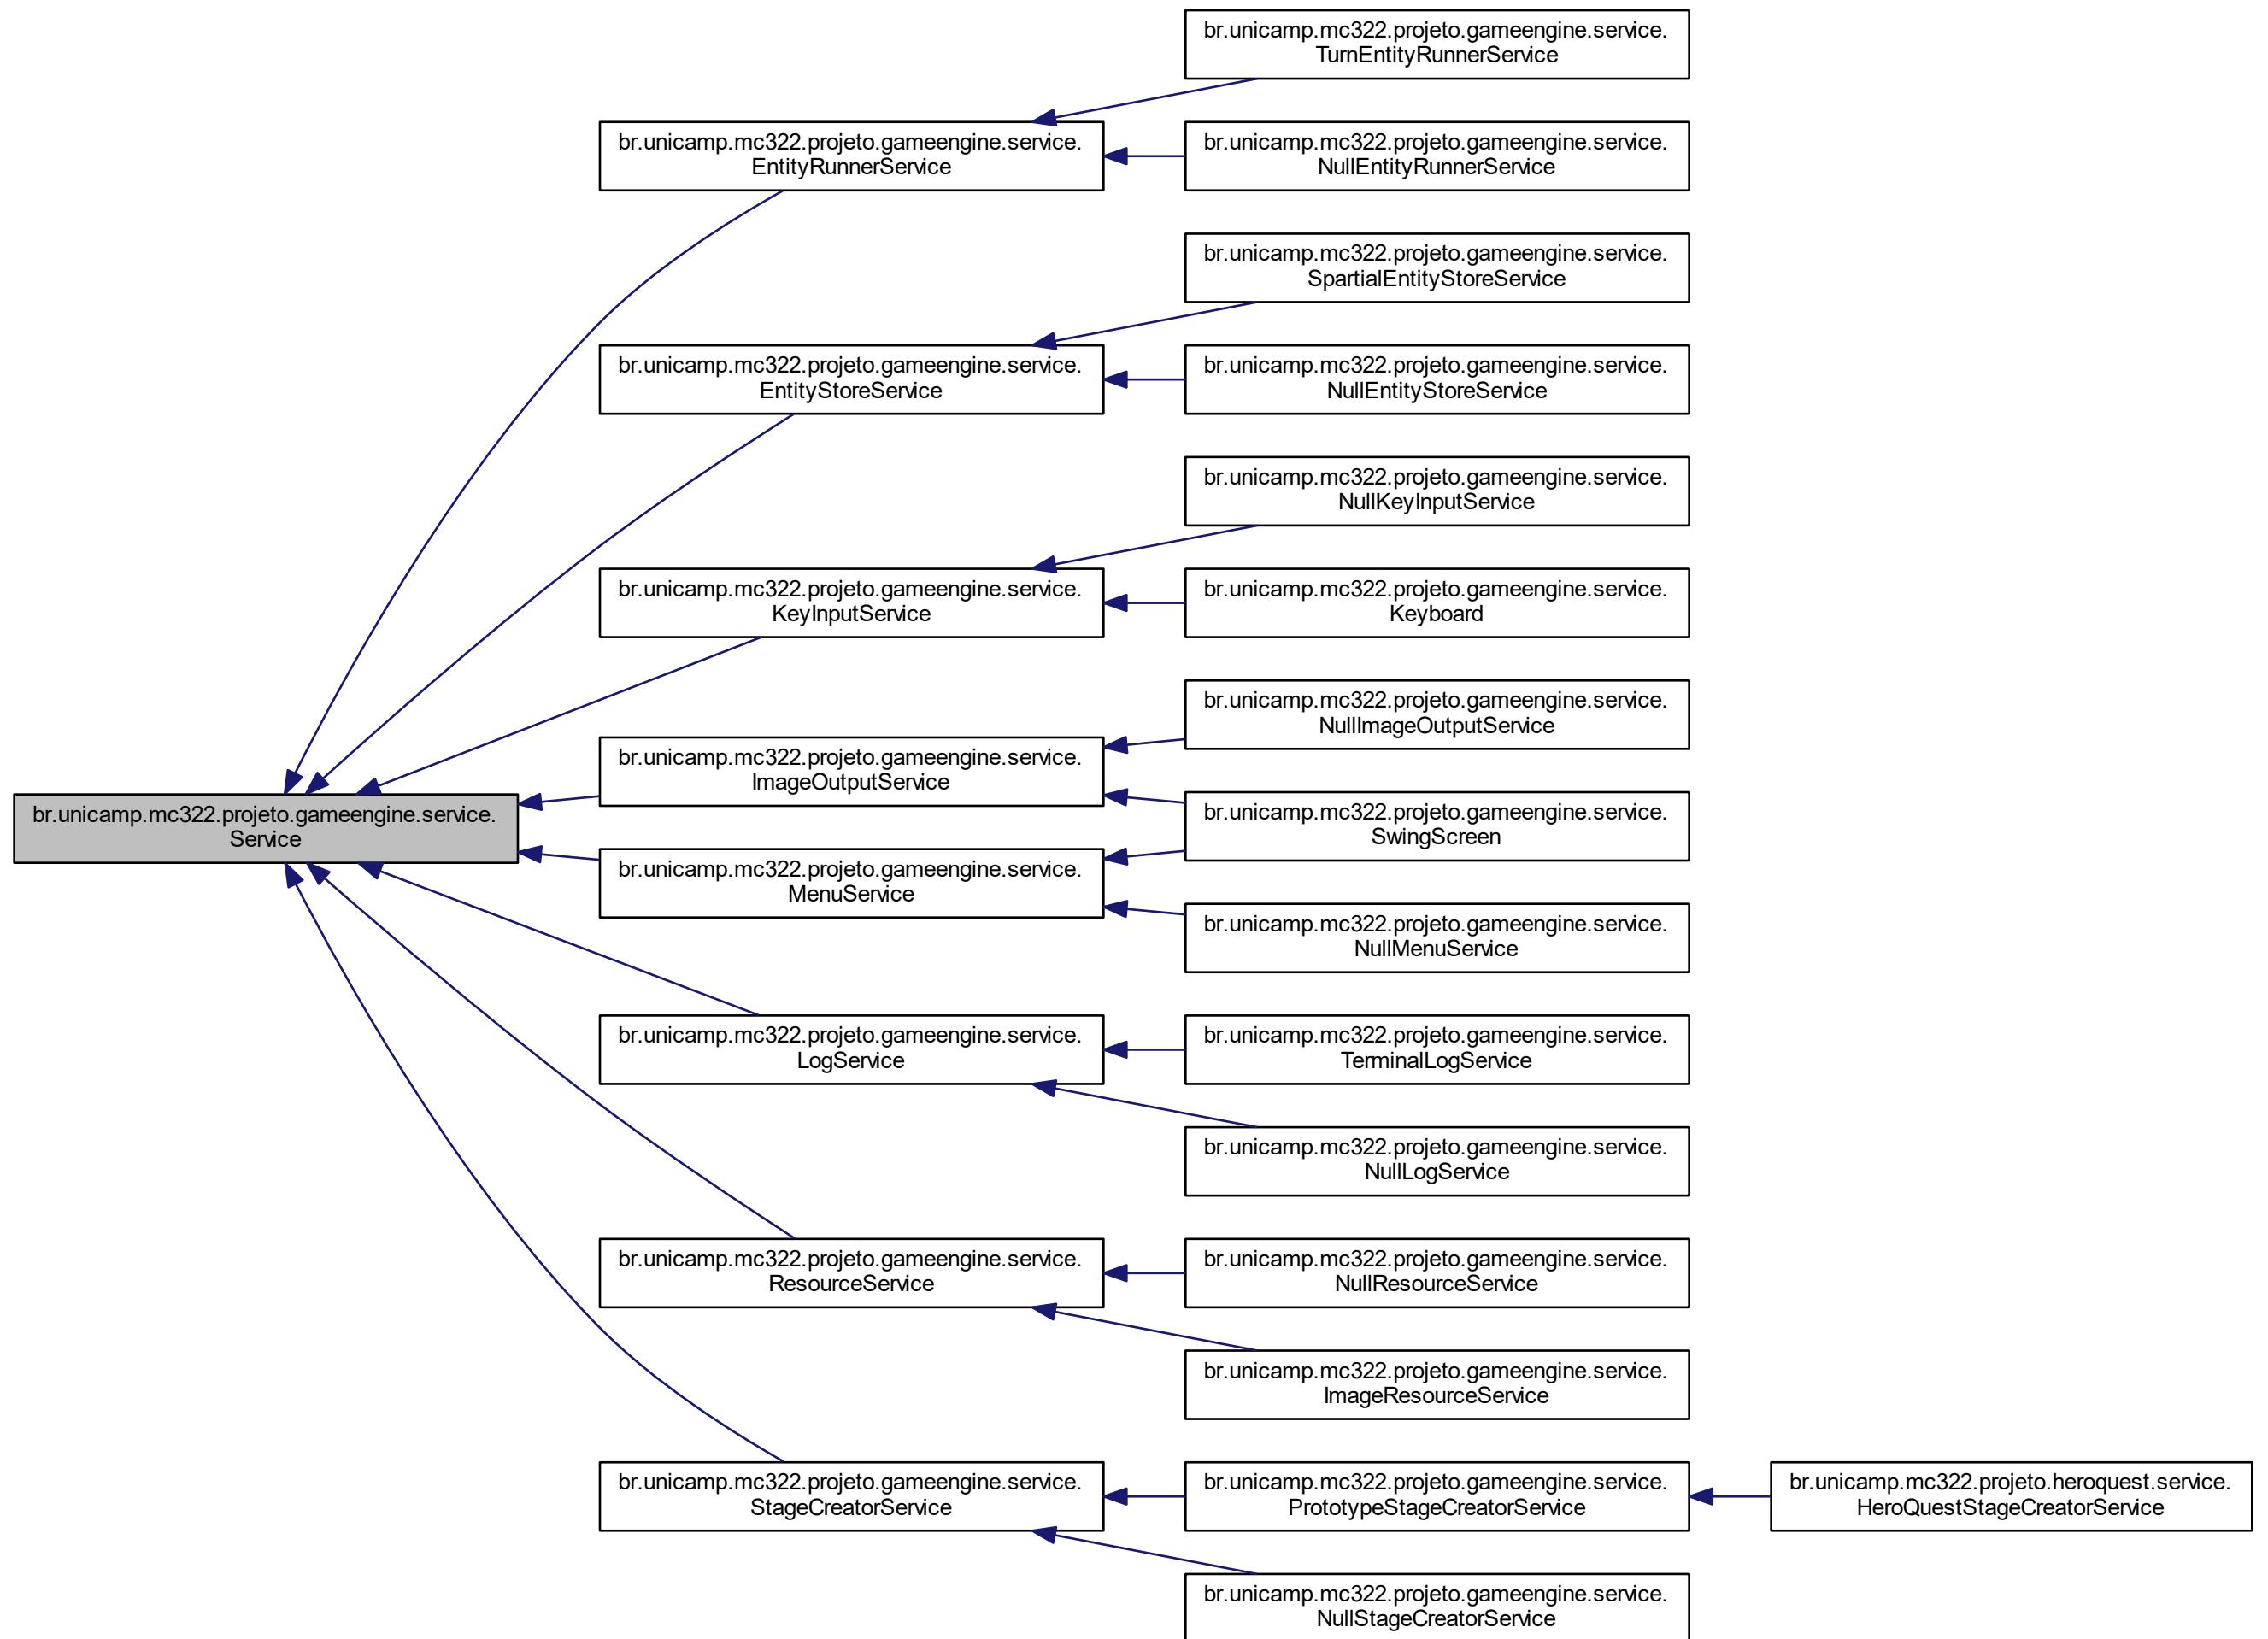 br.unicamp.mc322.projeto.gameengine.service.
TurnEntityRunnerService
br.unicamp.mc322.projeto.gameengine.service.
EntityRunnerService
br.unicamp.mc322.projeto.gameengine.service.
NullEntityRunnerService
br.unicamp.mc322.projeto.gameengine.service.
SpartialEntityStoreService
br.unicamp.mc322.projeto.gameengine.service.
EntityStoreService
br.unicamp.mc322.projeto.gameengine.service.
NullEntityStoreService
br.unicamp.mc322.projeto.gameengine.service.
NullKeyInputService
br.unicamp.mc322.projeto.gameengine.service.
KeyInputService
br.unicamp.mc322.projeto.gameengine.service.
Keyboard
br.unicamp.mc322.projeto.gameengine.service.
NullImageOutputService
br.unicamp.mc322.projeto.gameengine.service.
ImageOutputService
br.unicamp.mc322.projeto.gameengine.service.
SwingScreen
br.unicamp.mc322.projeto.gameengine.service.
Service
br.unicamp.mc322.projeto.gameengine.service.
MenuService
br.unicamp.mc322.projeto.gameengine.service.
NullMenuService
br.unicamp.mc322.projeto.gameengine.service.
LogService
br.unicamp.mc322.projeto.gameengine.service.
TerminalLogService
br.unicamp.mc322.projeto.gameengine.service.
NullLogService
br.unicamp.mc322.projeto.gameengine.service.
ResourceService
br.unicamp.mc322.projeto.gameengine.service.
NullResourceService
br.unicamp.mc322.projeto.gameengine.service.
ImageResourceService
br.unicamp.mc322.projeto.gameengine.service.
StageCreatorService
br.unicamp.mc322.projeto.gameengine.service.
PrototypeStageCreatorService
br.unicamp.mc322.projeto.heroquest.service.
HeroQuestStageCreatorService
br.unicamp.mc322.projeto.gameengine.service.
NullStageCreatorService